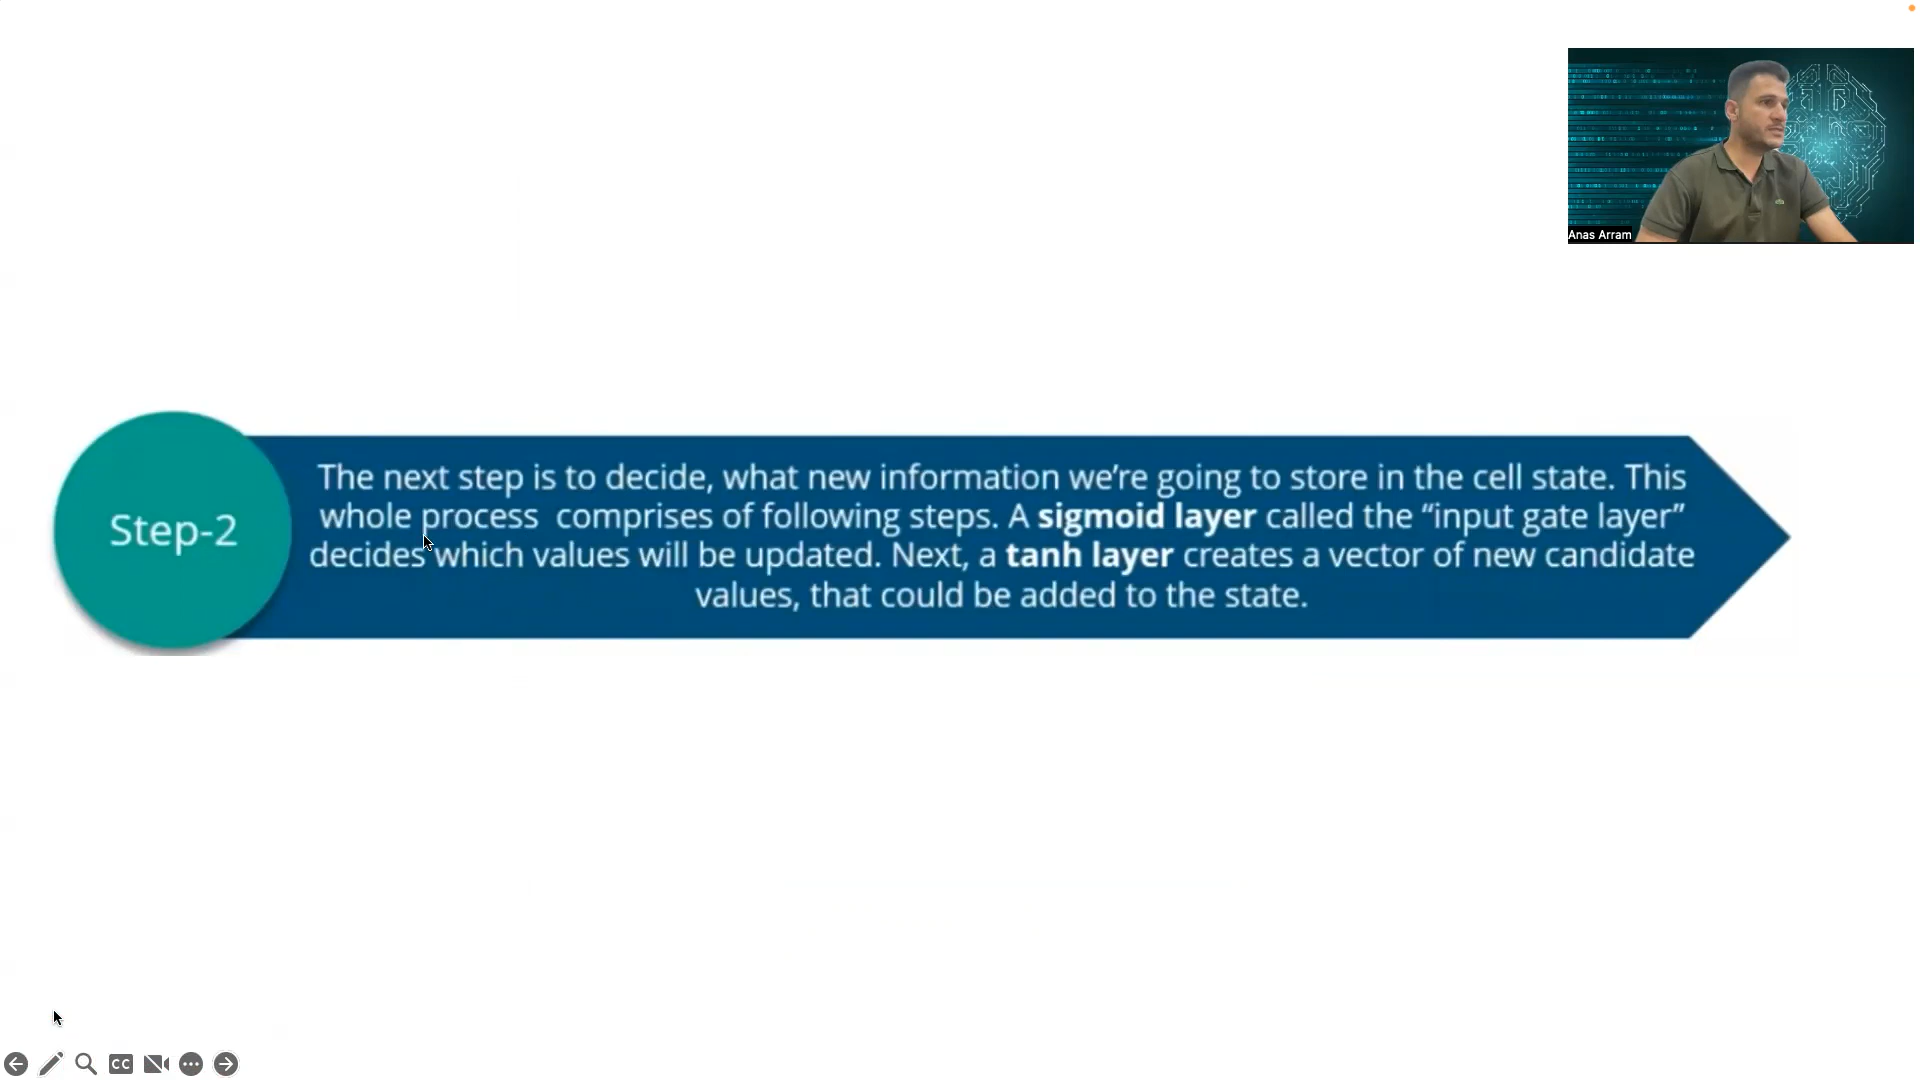 Anas Arram
Step-2
The next step is to decide, what new information we’re going to store in the cell state. This
whole process comprises of following steps. A sigmoid layer called the “input gate layer”
decides which values will be updated. Next, a tanh layer creates a vector of new candidate
values, that could be added to the state.
CC